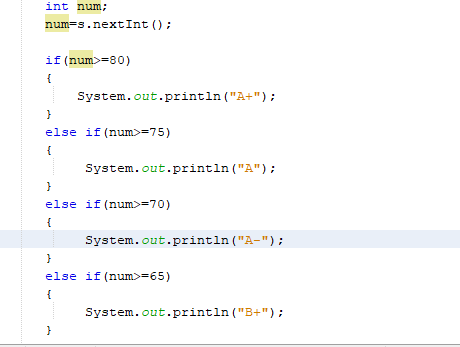 int num;
num=s.nextInt();
if(num>=80)
{
System.out.println("A+");
}
else if(num>=75)
{
System.out.println("A");
}
else if(num>=70)
{
System.out.println("A-");
}
else if(num>=65)
{
System.out.println("B+");
}